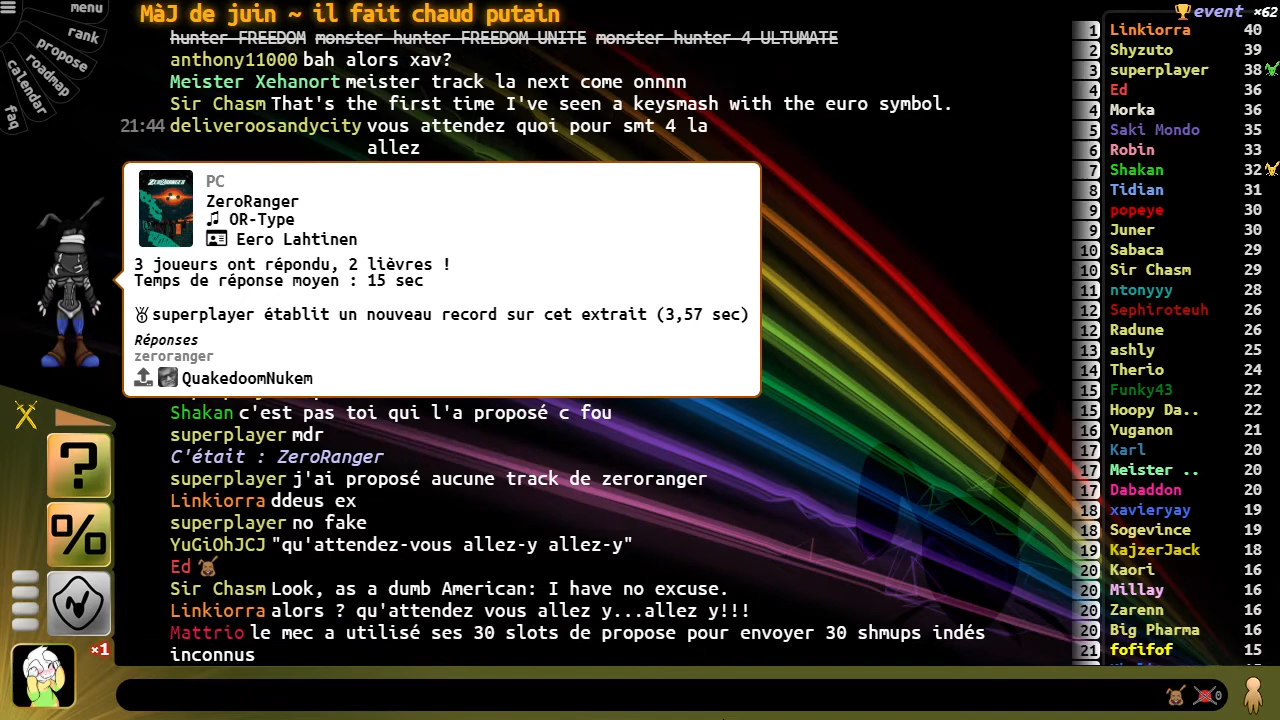 menu
rank
propose
roadmap
calendar
faq
MàJ de juin ~ il fait chaud putain
hunter FREEDOM monster hunter FREEDOM UNITE monster hunter 4 ULTUMATE
anthony11000 bah alors xav?
Meister Xehanort meister track la next come onnnn
Sir Chasm That's the first time I've seen a keysmash with the euro symbol.
21:44 deliveroosandycity vous attendez quoi pour smt 4 la
allez
PC
ZERORANGER
ZeroRanger
OR-Type
Eero Lahtinen
3 joueurs ont répondu, 2 lièvres !
Temps de réponse moyen : 15 sec
superplayer établit un nouveau record sur cet extrait (3,57 sec)
Réponses
zeroranger
QuakedoomNukem
Shakan c'est pas toi qui l'a proposé c fou
superplayer mdr
C'était : ZeroRanger
superplayer j'ai proposé aucune track de zeroranger
Linkiorra ddeus ex
superplayer no fake
YuGiOhJCJ "qu'attendez-vous allez-y allez-y"
Ed
Sir Chasm Look, as a dumb American: I have no excuse.
Linkiorra alors ? qu'attendez vous allez y...allez y!!!
Mattrio le mec a utilisé ses 30 slots de propose pour envoyer 30 shmups indés
inconnus
?
%
×1
0
event ×62
1 Linkiorra 40
2 Shyzuto 39
3 superplayer 38
4 Ed 36
4 Morka 36
5 Saki Mondo 35
6 Robin 33
7 Shakan 32
8 Tidian 31
9 popeye 30
9 Juner 30
10 Sabaca 29
10 Sir Chasm 29
11 ntonyyy 28
12 Sephiroteuh 26
12 Radune 26
13 ashly 25
14 Therio 24
15 Funky43 22
15 Hoopy Da.. 22
16 Yuganon 21
17 Karl 20
17 Meister .. 20
17 Dabaddon 20
18 xavieryay 19
18 Sogevince 19
19 KajzerJack 18
20 Kaori 16
20 Millay 16
20 Zarenn 16
20 Big Pharma 16
21 fofifof 15